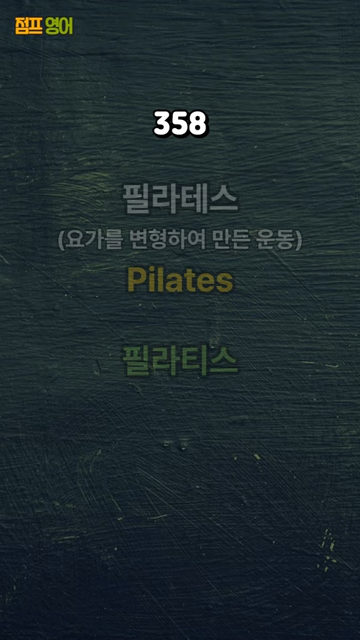 점프 영어
358
필라테스
(요가를 변형하여 만든 운동)
Pilates
필라티스